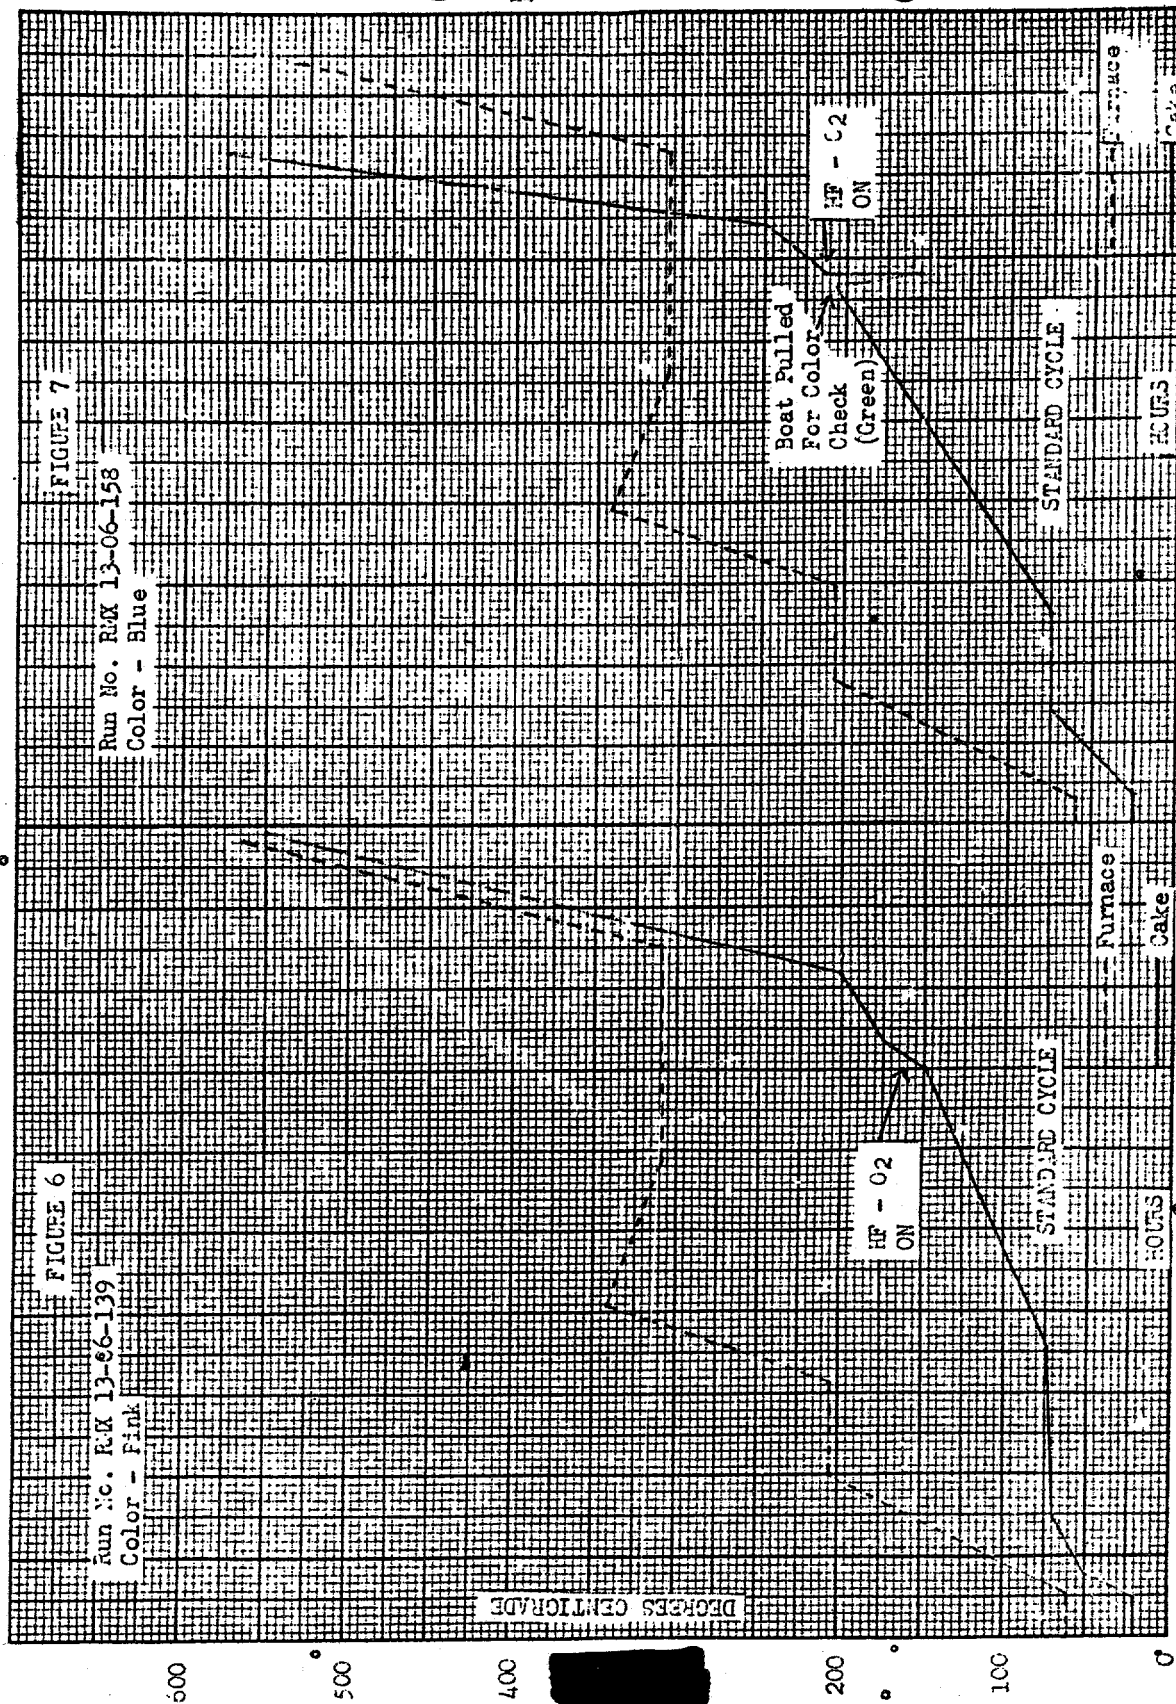 FIGURE 6
Run No. RMX 13-06-139
Color - Pink
DEGREES CENTIGRADE
600
500
400
200
100
0°
HF - O2
ON
STANDARD CYCLE
HOURS
Furnace
Cake
FIGURE 7
Run No. RMX 13-06-158
Color - Blue
Boat Pulled
For Color
Check
(Green)
HF - O2
ON
STANDARD CYCLE
HOURS
Furnace
Cake